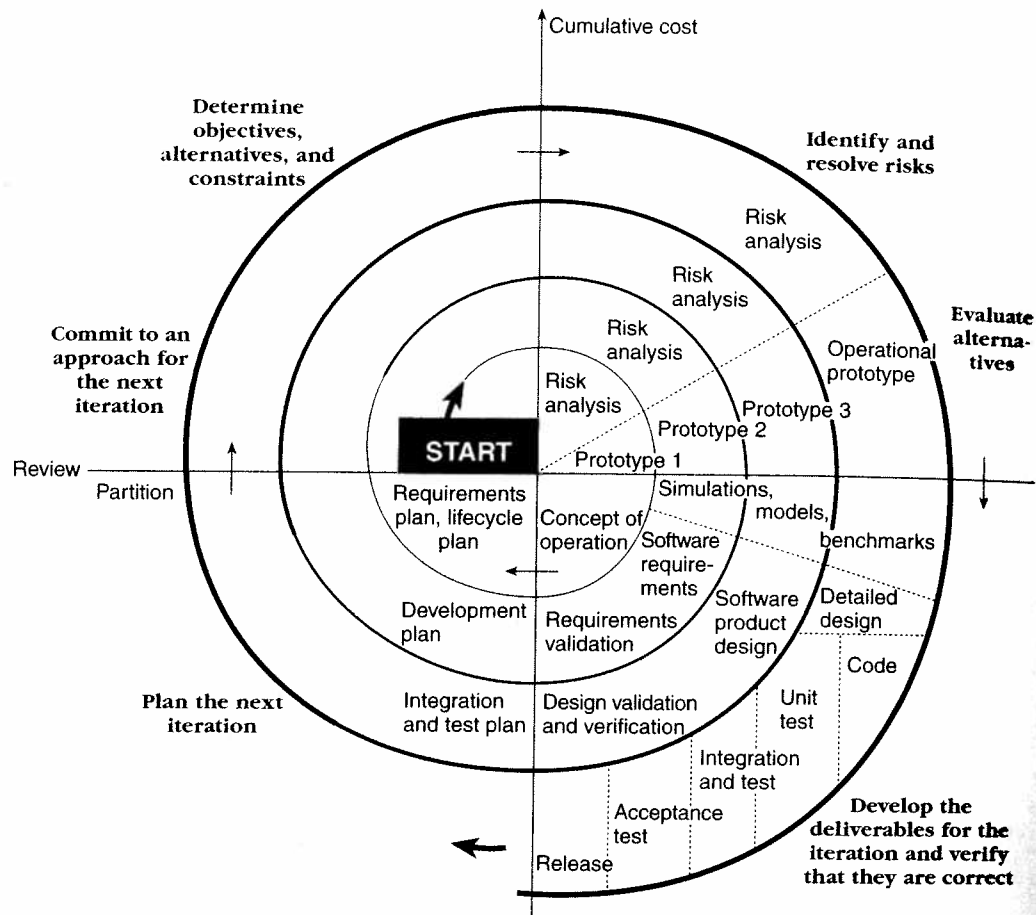 Cumulative cost
Determine
objectives,
alternatives, and
constraints
Identify and
resolve risks
Risk
analysis
Risk
analysis
Risk
analysis
Risk
analysis
Commit to an
approach for
the next
iteration
Evaluate
alterna-
tives
Operational
prototype
Prototype 3
Prototype 2
Prototype 1
START
Review
Partition
Requirements
plan, lifecycle
plan
Concept of
operation
Simulations,
models,
benchmarks
Software
require-
ments
Software
product
design
Detailed
design
Development
plan
Requirements
validation
Code
Unit
test
Plan the next
iteration
Integration
and test plan
Design validation
and verification
Integration
and test
Acceptance
test
Release
Develop the
deliverables for the
iteration and verify
that they are correct